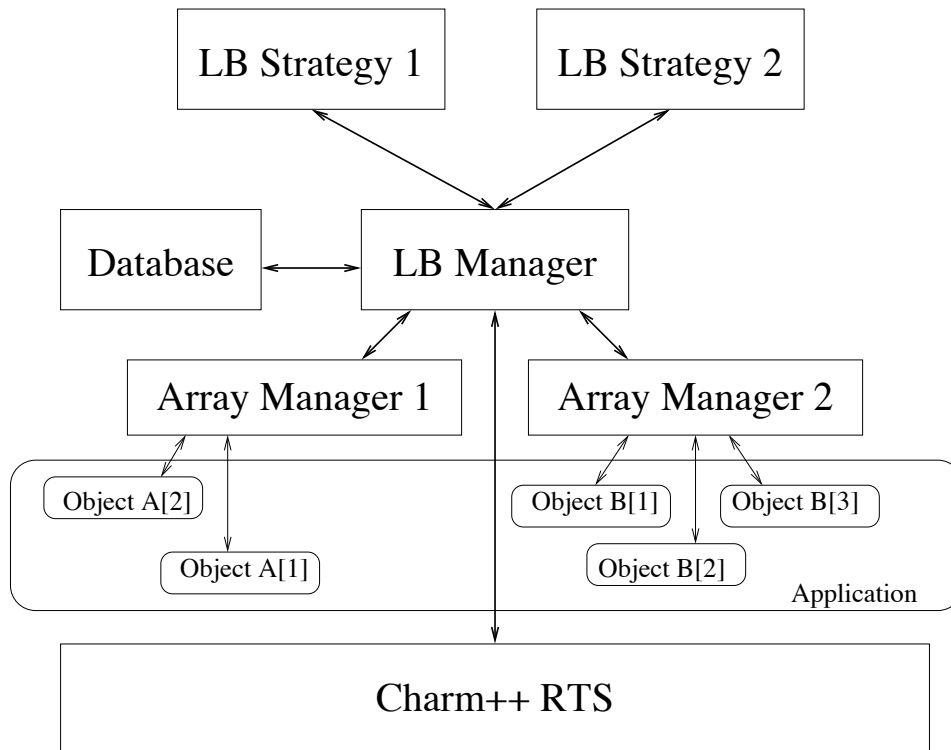 LB Strategy 1
LB Strategy 2
Database
LB Manager
Array Manager 1
Array Manager 2
Object A[2]
Object B[1]
Object B[3]
Object A[1]
Object B[2]
Application
Charm++ RTS